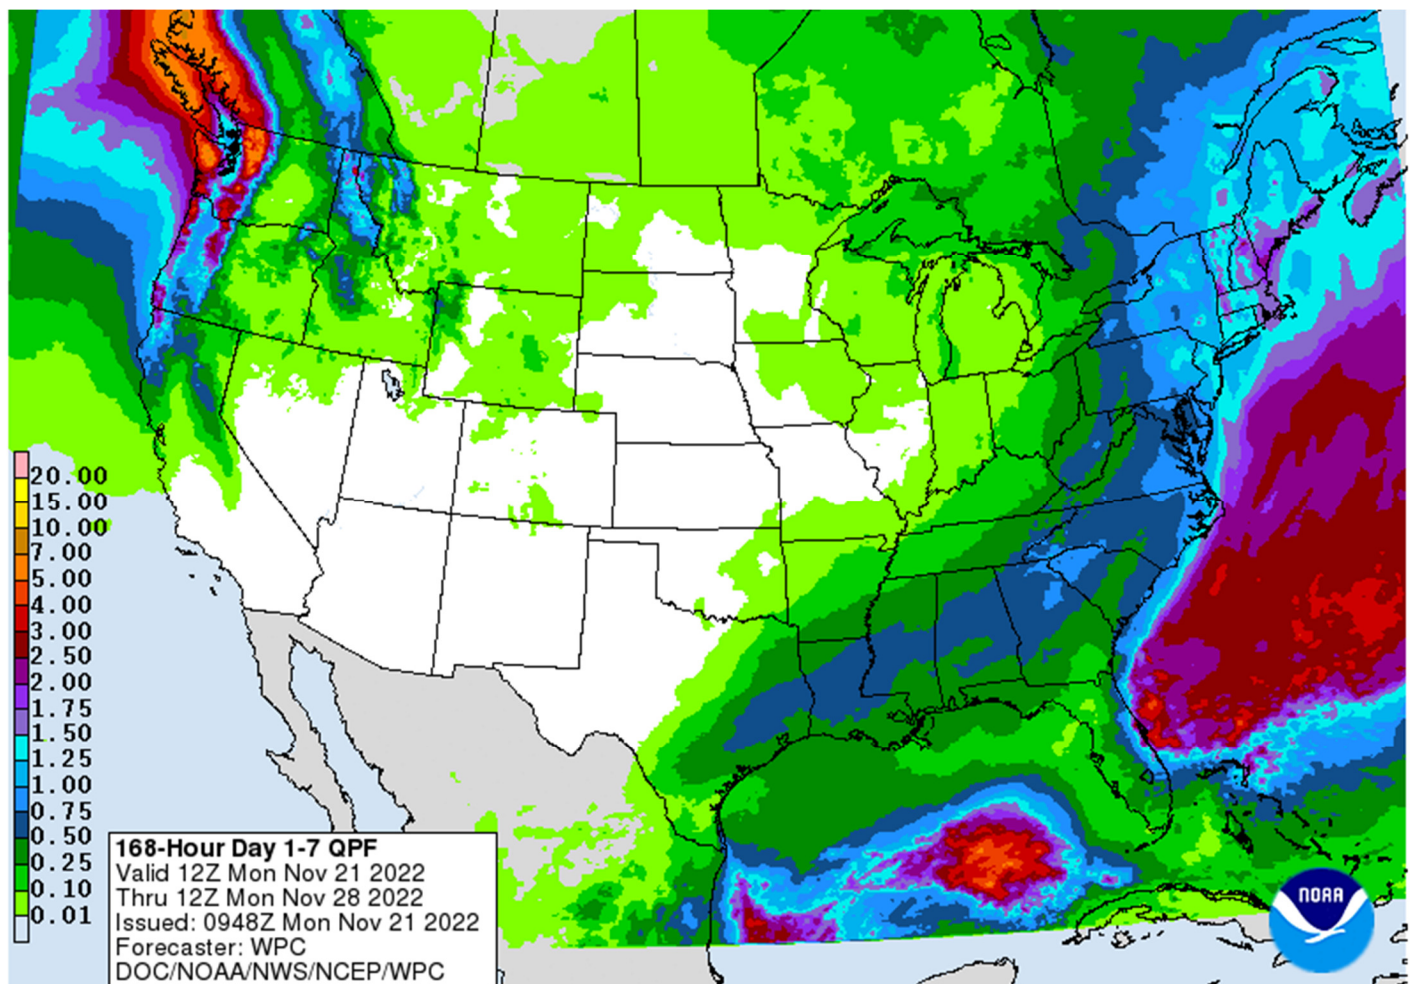 20.00
15.00
10.00
7.00
5.00
4.00
3.00
2.50
2.00
1.75
1.50
1.25
1.00
0.75
0.50
0.25
0.10
0.01
168-Hour Day 1-7 QPF
Valid 12Z Mon Nov 21 2022
Thru 12Z Mon Nov 28 2022
Issued: 0948Z Mon Nov 21 2022
Forecaster: WPC
DOC/NOAA/NWS/NCEP/WPC
NOAA